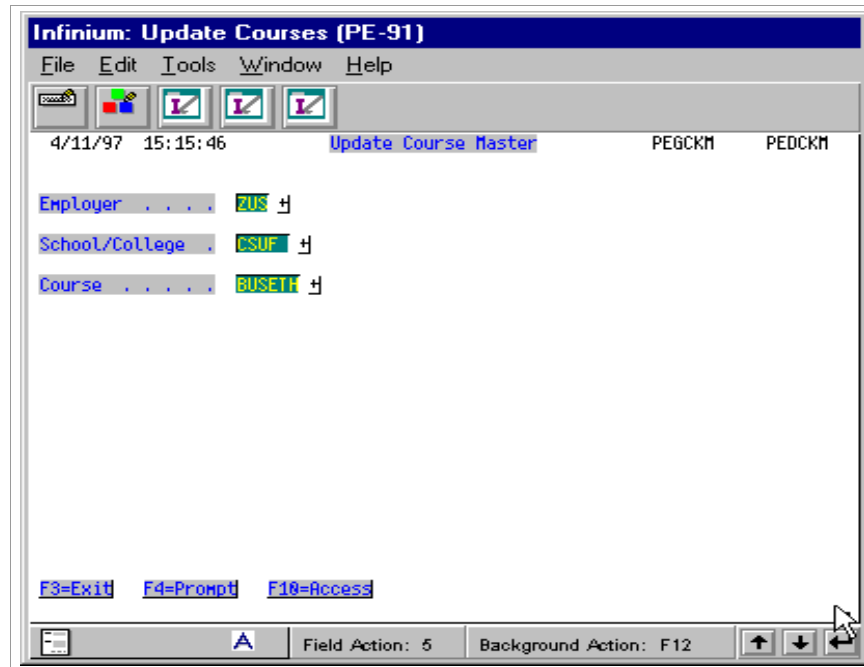 Infinium: Update Courses (PE-91)
File Edit Tools Window Help
4/11/97 15:15:46 Update Course Master PEGCKM PEDCKM
Employer . . . . ZUS +
School/College . CSUF +
Course . . . . . BUSETH +
F3=Exit F4=Prompt F10=Access
A Field Action: 5 Background Action: F12